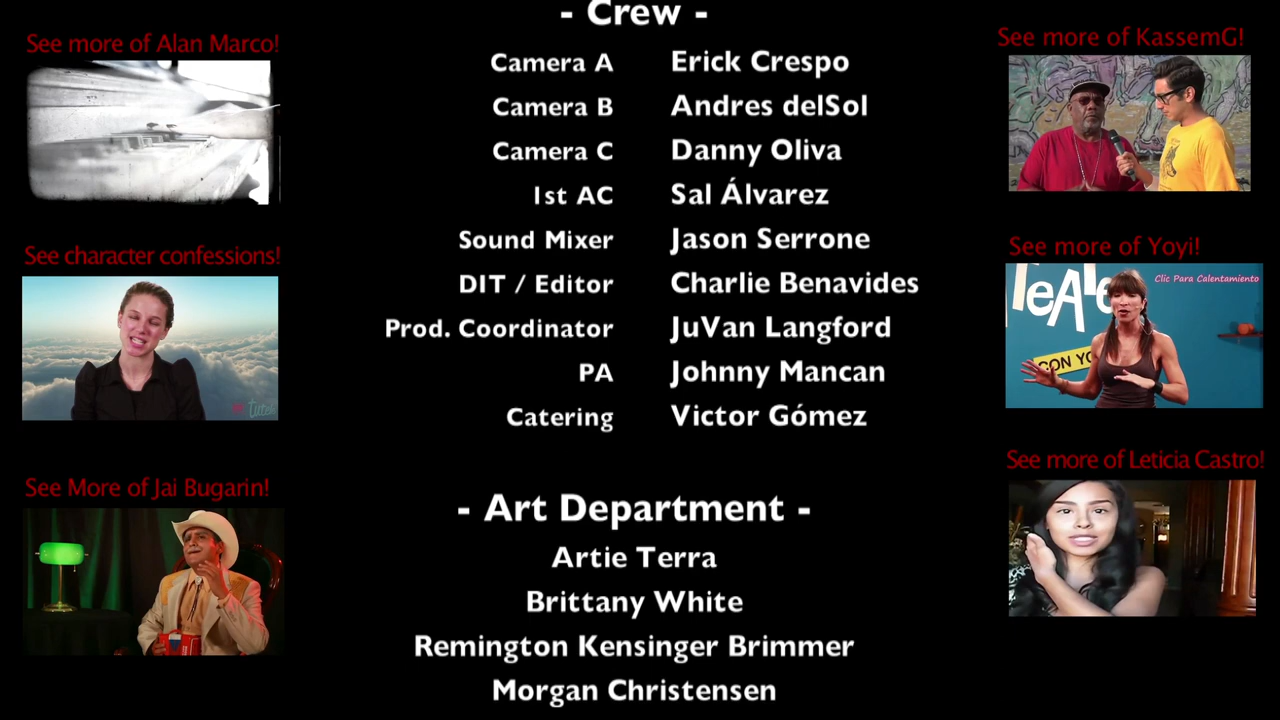 - Crew -
See more of Alan Marco!
See more of KassemG!
Camera A Erick Crespo
Camera B Andres delSol
Camera C Danny Oliva
1st AC Sal Álvarez
Sound Mixer Jason Serrone
See character confessions!
See more of Yoyi!
DIT / Editor Charlie Benavides
Clic Para Calentamiento
TeAte
Prod. Coordinator JuVan Langford
CON YO
PA Johnny Mancan
Catering Victor Gómez
See More of Jai Bugarin!
See more of Leticia Castro!
- Art Department -
Artie Terra
Brittany White
Remington Kensinger Brimmer
Morgan Christensen